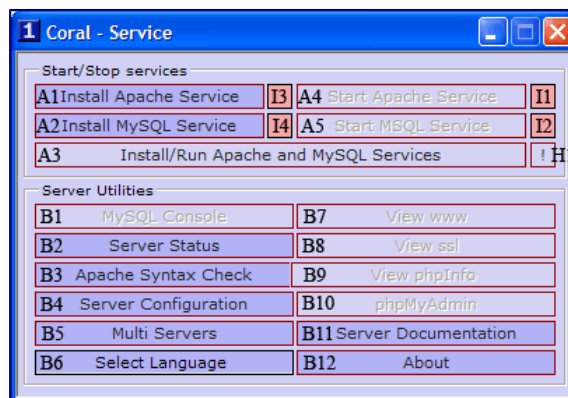 1 Coral - Service
Start/Stop services
A1 Install Apache Service I3 A4 Start Apache Service I1
A2 Install MySQL Service I4 A5 Start MSQL Service I2
A3 Install/Run Apache and MySQL Services ! H
Server Utilities
B1 MySQL Console B7 View www
B2 Server Status B8 View ssl
B3 Apache Syntax Check B9 View phpInfo
B4 Server Configuration B10 phpMyAdmin
B5 Multi Servers B11 Server Documentation
B6 Select Language B12 About